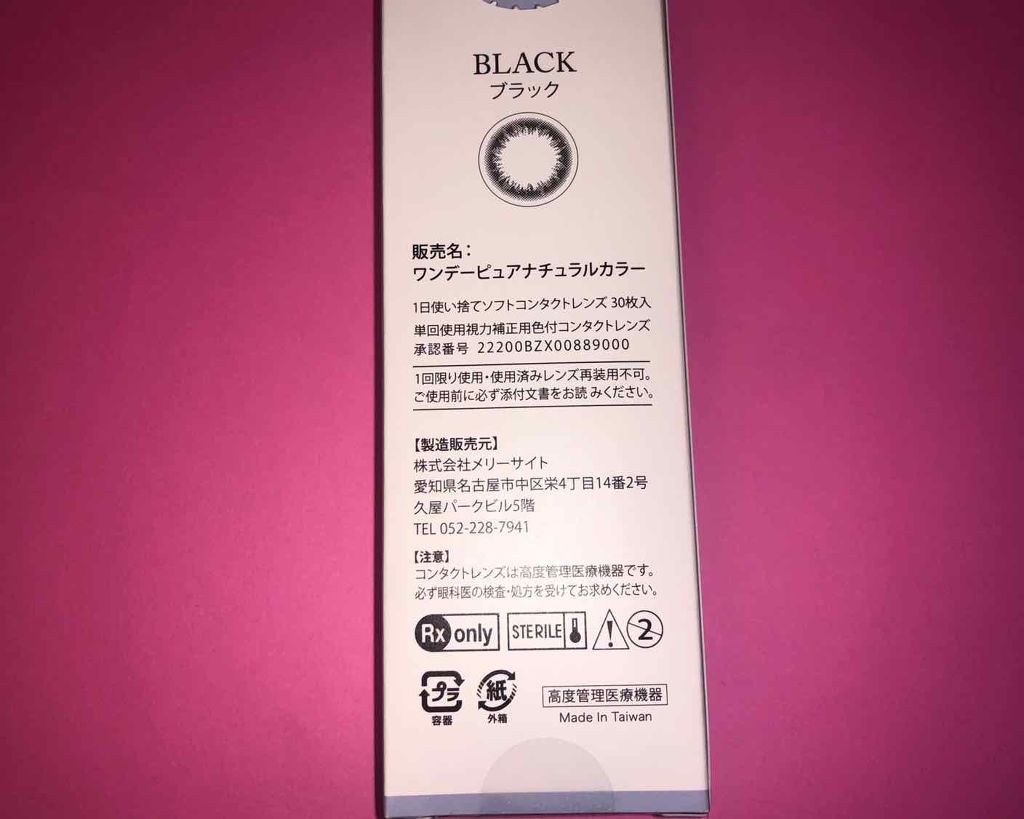 BLACK
ブラック
販売名：
ワンデーピュアナチュラルカラー
1日使い捨てソフトコンタクトレンズ 30枚入
単回使用視力補正用色付コンタクトレンズ
承認番号 22200BZX00889000
1回限り使用・使用済みレンズ再装用不可。
ご使用前に必ず添付文書をお読 みください。
【製造販売元】
株式会社メリーサイト
愛知県名古屋市中区栄4丁目14番2号
久屋パークビル5階
TEL 052-228-7941
【注意】
コンタクトレンズは高度管理医療機器です。
必ず眼科医の検査・処方を受けてお求めください。
Rx only STERILE ! 2
プラ 紙 高度管理医療機器
容器 外箱 Made In Taiwan